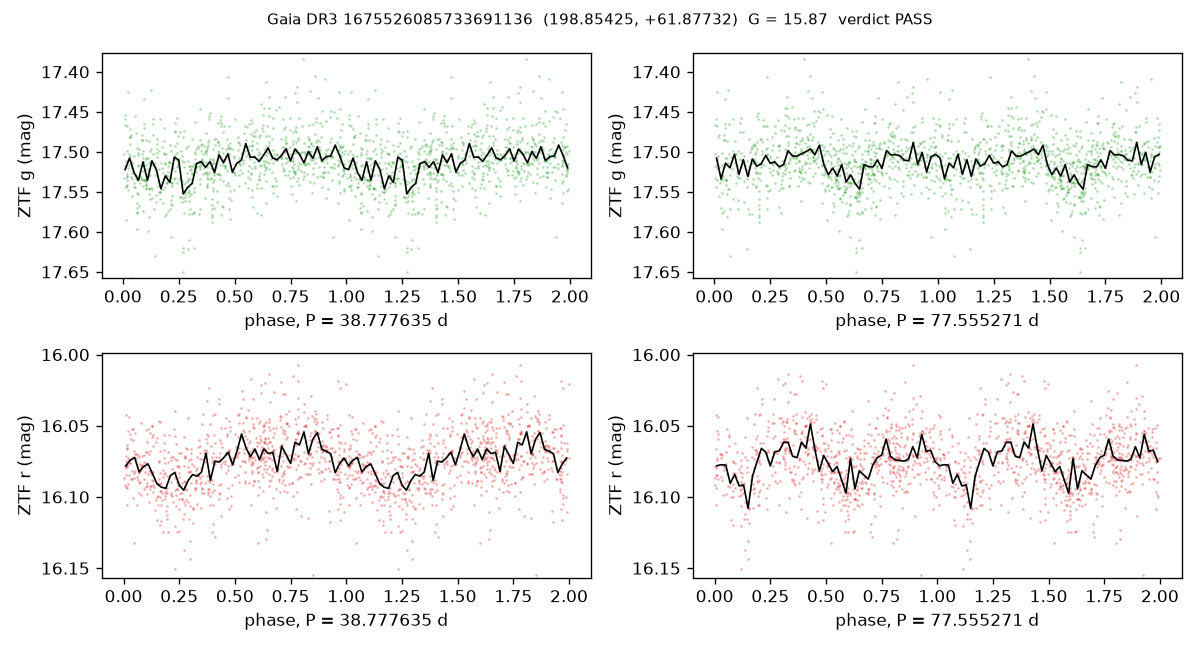 Gaia DR3 1675526085733691136 (198.85425, +61.87732) G = 15.87 verdict PASS
ZTF g (mag)
17.40
17.45
17.50
17.55
17.60
17.65
0.00 0.25 0.50 0.75 1.00 1.25 1.50 1.75 2.00
phase, P = 38.777635 d
ZTF g (mag)
17.40
17.45
17.50
17.55
17.60
17.65
0.00 0.25 0.50 0.75 1.00 1.25 1.50 1.75 2.00
phase, P = 77.555271 d
ZTF r (mag)
16.00
16.05
16.10
16.15
0.00 0.25 0.50 0.75 1.00 1.25 1.50 1.75 2.00
phase, P = 38.777635 d
ZTF r (mag)
16.00
16.05
16.10
16.15
0.00 0.25 0.50 0.75 1.00 1.25 1.50 1.75 2.00
phase, P = 77.555271 d